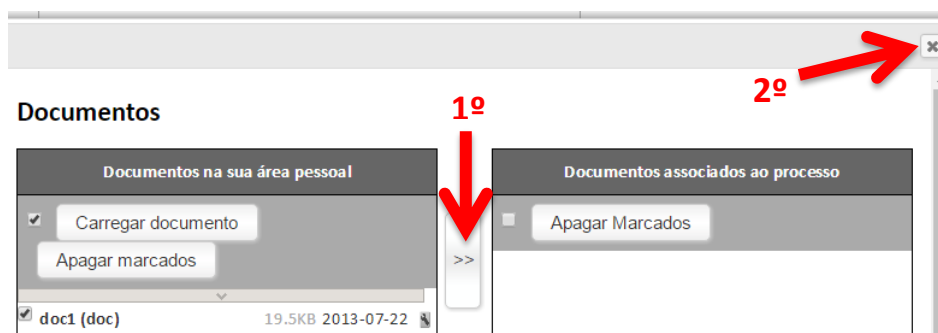 2º
Documentos
1º
Documentos na sua área pessoal
Documentos associados ao processo
Carregar documento
Apagar Marcados
Apagar marcados
>>
doc1 (doc) 19.5KB 2013-07-22